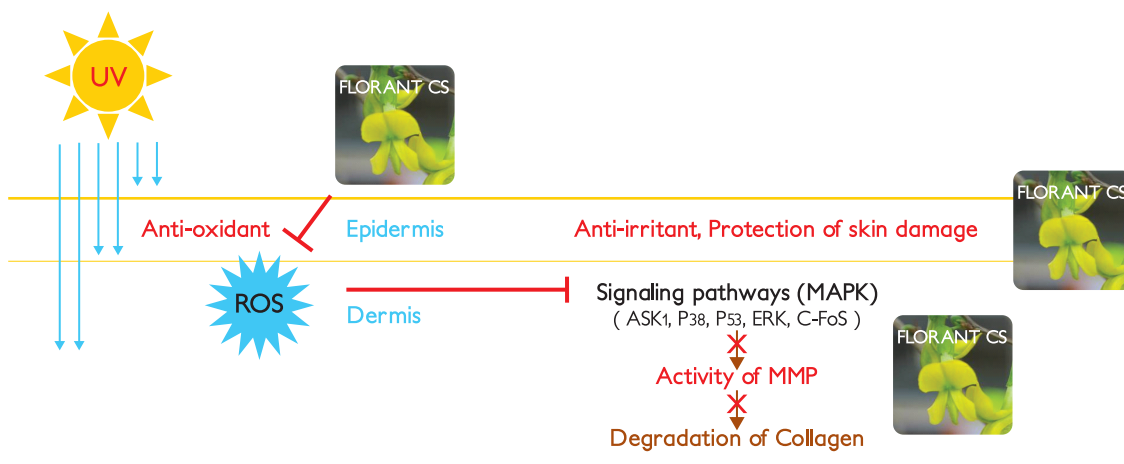 UV
FLORANT CS
FLORANT CS
Anti-oxidant
Epidermis
Anti-irritant, Protection of skin damage
ROS
Dermis
Signaling pathways (MAPK)
( ASK1, P38, P53, ERK, C-FoS )
FLORANT CS
Activity of MMP
Degradation of Collagen